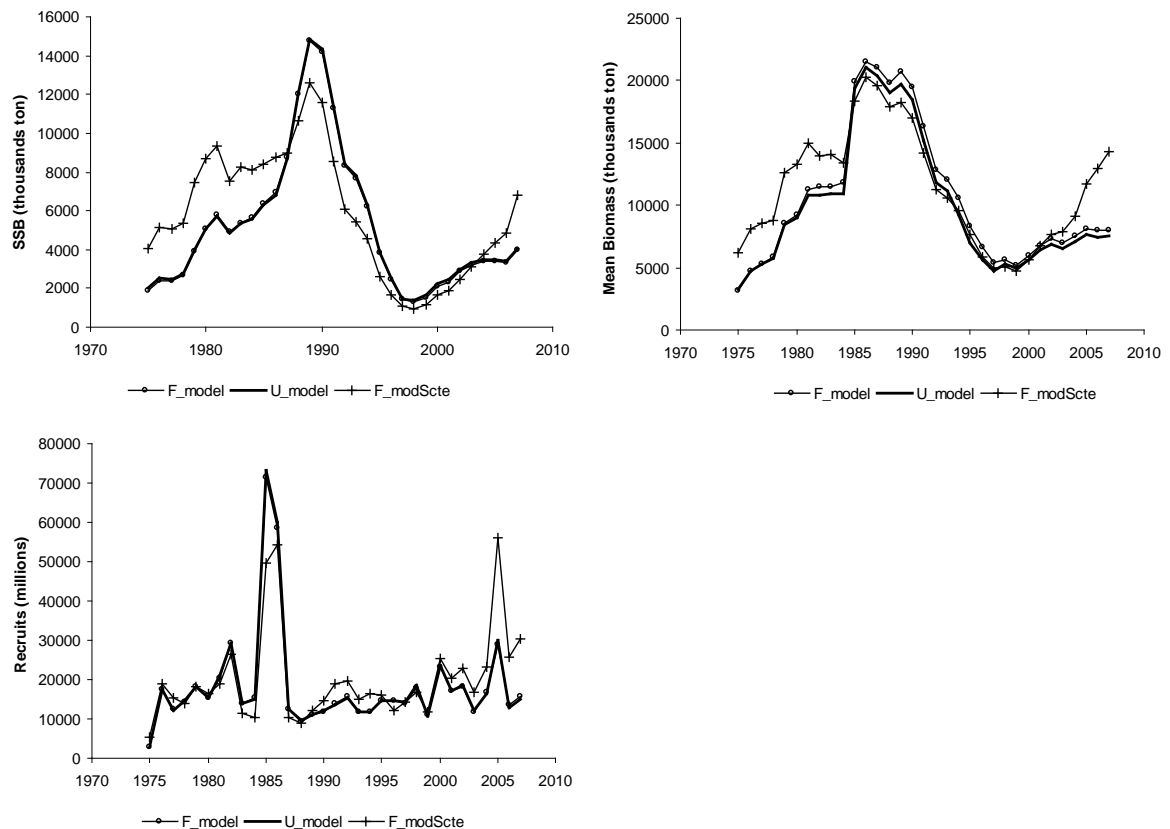 SSB (thousands ton)
16000
14000
12000
10000
8000
6000
4000
2000
0
1970 1980 1990 2000 2010
F_model U_model F_modScte
Mean Biomass (thousands ton)
25000
20000
15000
10000
5000
0
1970 1975 1980 1985 1990 1995 2000 2005 2010
F_model U_model F_modScte
Recruits (millions)
80000
70000
60000
50000
40000
30000
20000
10000
0
1970 1975 1980 1985 1990 1995 2000 2005 2010
F_model U_model F_modScte